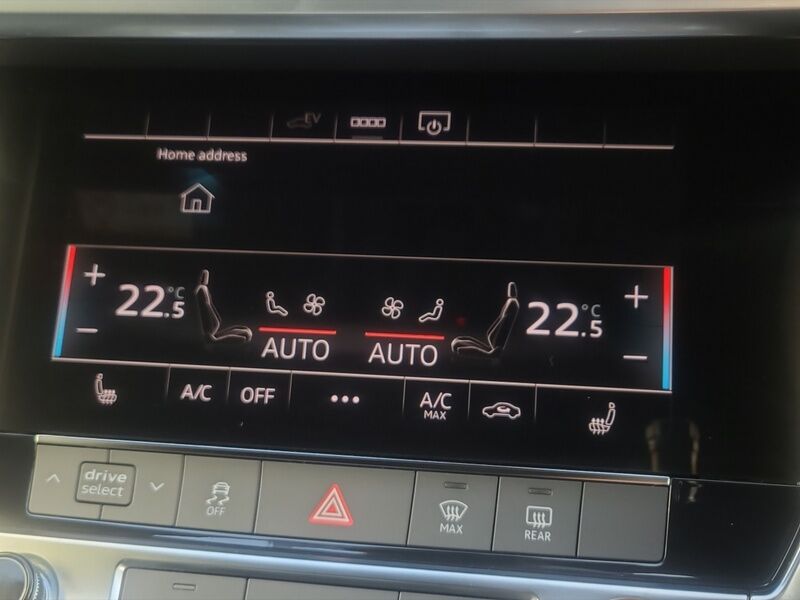 EV
Home address
+ 22.5 °C 22.5 °C +
- AUTO AUTO -
A/C OFF ... A/C MAX
drive select
OFF
MAX
REAR